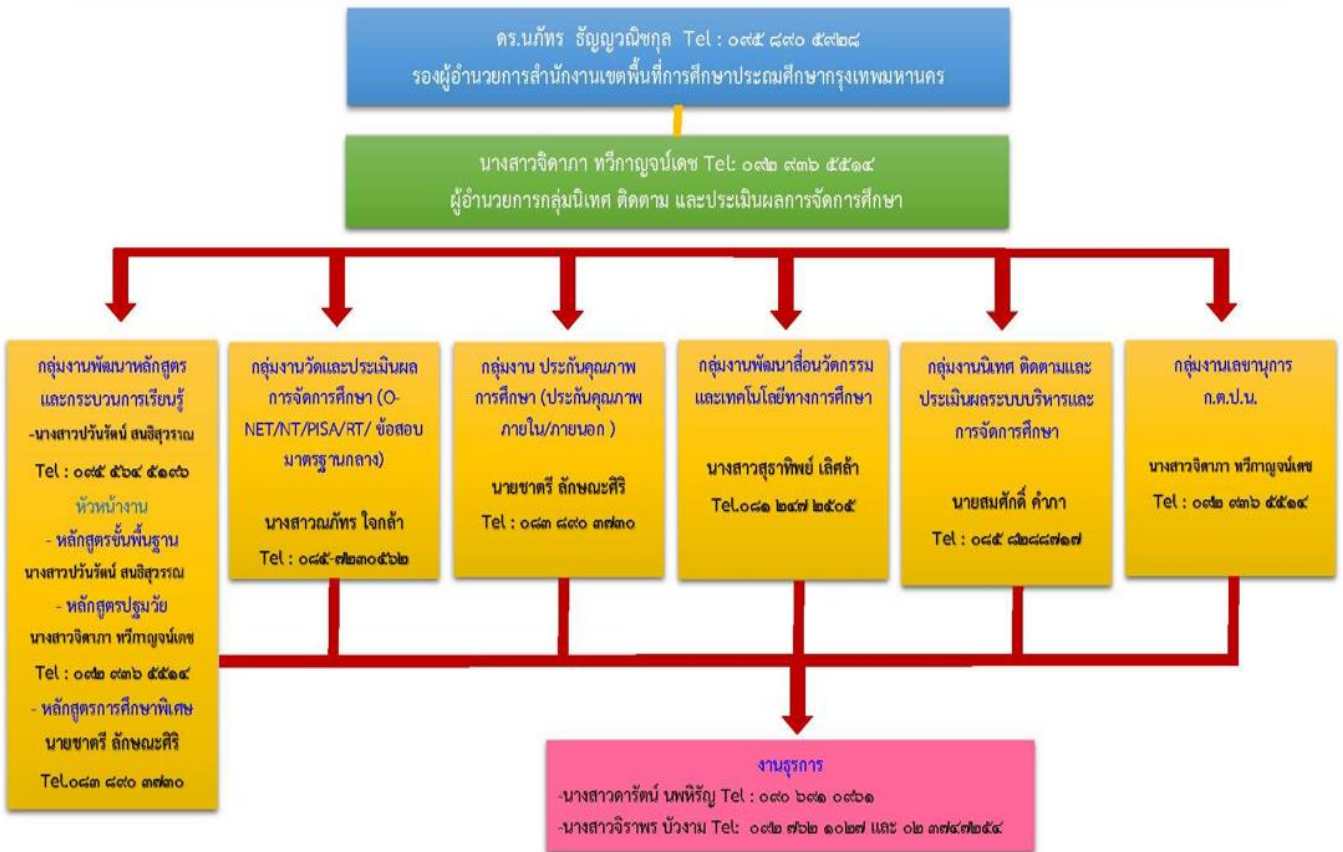 ดร.นภัทร ธัญญวณิชกุล Tel : ๐๙๕ ๘๙๐ ๕๙๒๘
รองผู้อำนวยการสำนักงานเขตพื้นที่การศึกษาประถมศึกษากรุงเทพมหานคร
นางสาวจิดาภา ทวีกาญจน์เดช Tel: ๐๙๒ ๙๓๖ ๕๕๑๔
ผู้อำนวยการกลุ่มนิเทศ ติดตาม และประเมินผลการจัดการศึกษา
กลุ่มงานพัฒนาหลักสูตร
และกระบวนการเรียนรู้
-นางสาวปวันรัตน์ สนธิสุวรรณ
Tel : ๐๙๕ ๕๖๔ ๕๑๙๖
หัวหน้างาน
- หลักสูตรขั้นพื้นฐาน
นางสาวปวันรัตน์ สนธิสุวรรณ
- หลักสูตรปฐมวัย
นางสาวจิดาภา ทวีกาญจน์เดช
Tel : ๐๙๒ ๙๓๖ ๕๕๑๔
- หลักสูตรการศึกษาพิเศษ
นายชาตรี ลักษณะศิริ
Tel.๐๘๓ ๘๙๐ ๓๗๓๐
กลุ่มงานวัดและประเมินผล
การจัดการศึกษา (O-
NET/NT/PISA/RT/ ข้อสอบ
มาตรฐานกลาง)
นางสาวณภัทร ใจกล้า
Tel : ๐๘๕-๗๒๓๐๕๖๒
กลุ่มงาน ประกันคุณภาพ
การศึกษา (ประกันคุณภาพ
ภายใน/ภายนอก )
นายชาตรี ลักษณะศิริ
Tel : ๐๘๓ ๘๙๐ ๓๗๓๐
กลุ่มงานพัฒนาสื่อนวัตกรรม
และเทคโนโลยีทางการศึกษา
นางสาวสุธาทิพย์ เลิศล้า
Tel.๐๘๑ ๒๔๗ ๒๕๐๕
กลุ่มงานนิเทศ ติดตามและ
ประเมินผลระบบบริหารและ
การจัดการศึกษา
นายสมศักดิ์ คำภา
Tel : ๐๘๕ ๘๒๘๘๗๑๗
กลุ่มงานเลขานุการ
ก.ต.ป.น.
นางสาวจิดาภา ทวีกาญจน์เดช
Tel : ๐๙๒ ๙๓๖ ๕๕๑๔
งานธุรการ
-นางสาวดารัตน์ นพหิรัญ Tel : ๐๙๐ ๖๙๑ ๐๙๖๑
-นางสาวจิราพร บัวงาม Tel: ๐๙๒ ๗๖๒ ๑๐๒๗ และ ๐๒ ๓๗๔๗๒๕๔